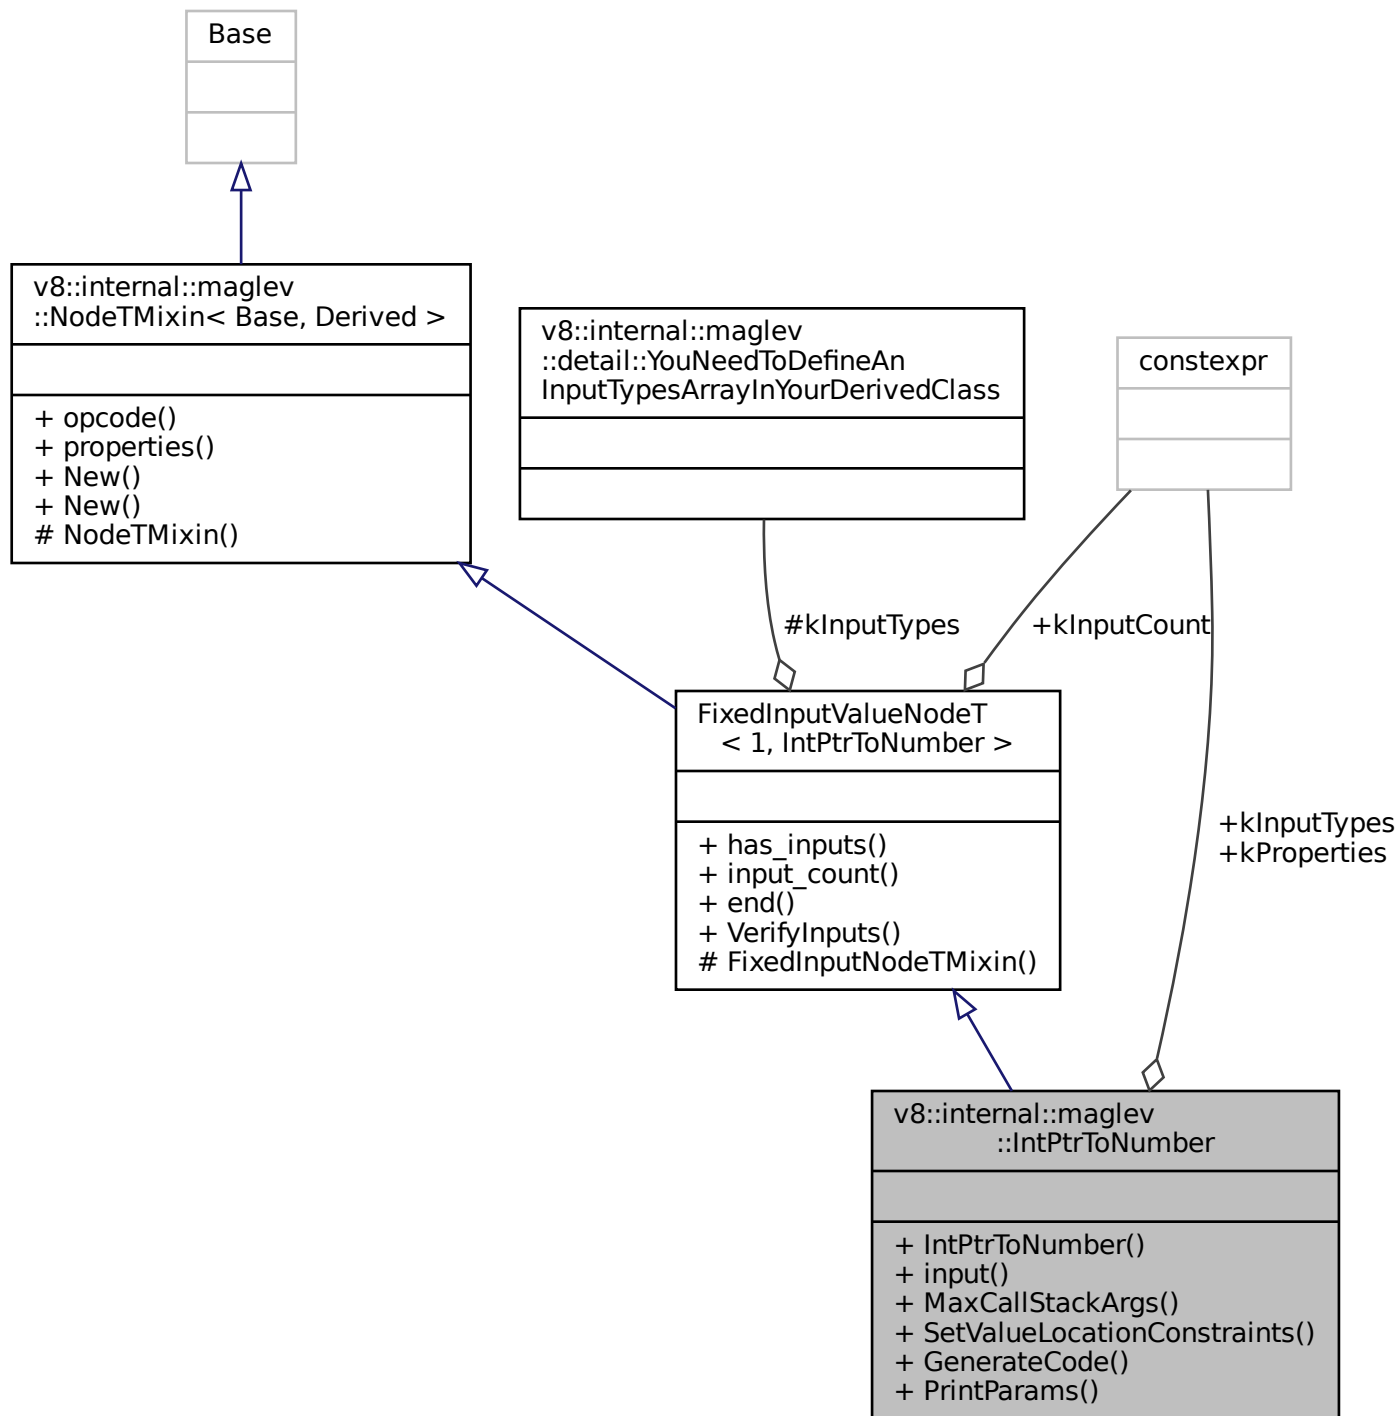 Base
v8::internal::maglev
::NodeTMixin< Base, Derived >
+ opcode()
+ properties()
+ New()
+ New()
# NodeTMixin()
v8::internal::maglev
::detail::YouNeedToDefineAn
InputTypesArrayInYourDerivedClass
constexpr
#kInputTypes
+kInputCount
FixedInputValueNodeT
< 1, IntPtrToNumber >
+ has_inputs()
+ input_count()
+ end()
+ VerifyInputs()
# FixedInputNodeTMixin()
+kInputTypes
+kProperties
v8::internal::maglev
::IntPtrToNumber
+ IntPtrToNumber()
+ input()
+ MaxCallStackArgs()
+ SetValueLocationConstraints()
+ GenerateCode()
+ PrintParams()